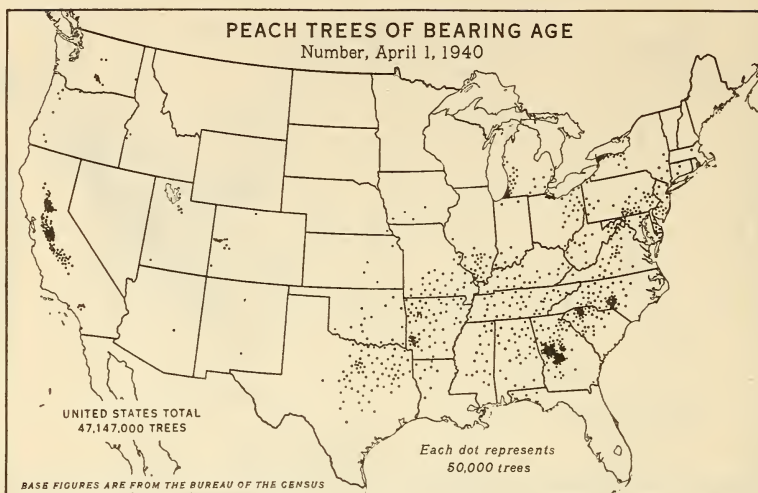 PEACH TREES OF BEARING AGE
Number, April 1, 1940
UNITED STATES TOTAL
47,147,000 TREES
Each dot represents
50,000 trees
BASE FIGURES ARE FROM THE BUREAU OF THE CENSUS